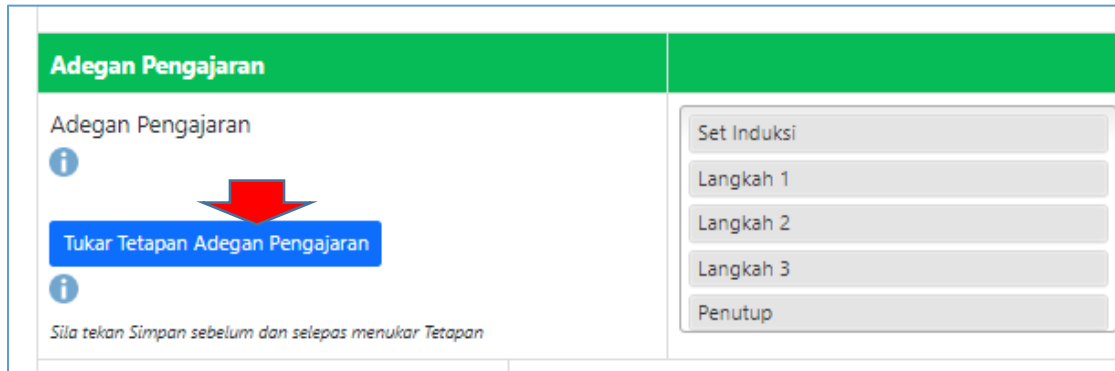 Adegan Pengajaran
Adegan Pengajaran
Tukar Tetapan Adegan Pengajaran
Sila tekan Simpan sebelum dan selepas menukar Tetapan
Set Induksi
Langkah 1
Langkah 2
Langkah 3
Penutup